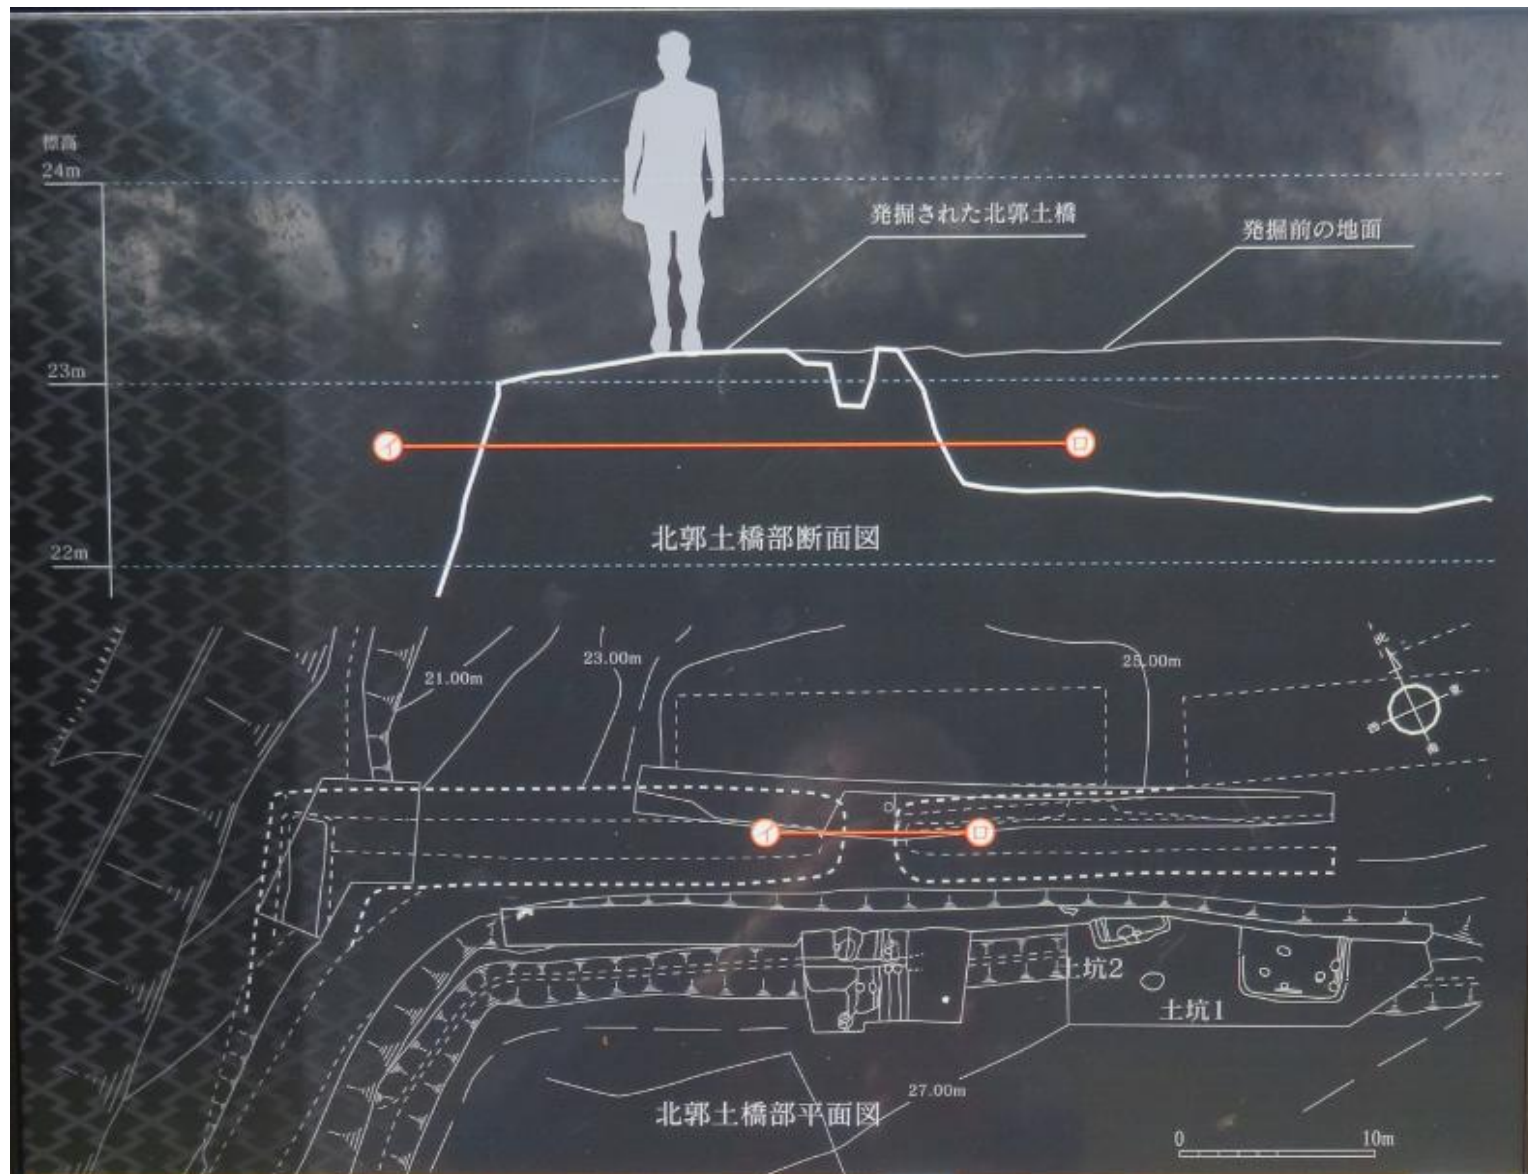 標高
24m
発掘された北郭土橋
発掘前の地面
23m
イ
ロ
北郭土橋部断面図
22m
21.00m
23.00m
25.00m
北
東
西
南
イ
ロ
土坑2
土坑1
27.00m
北郭土橋部平面図
0
10m